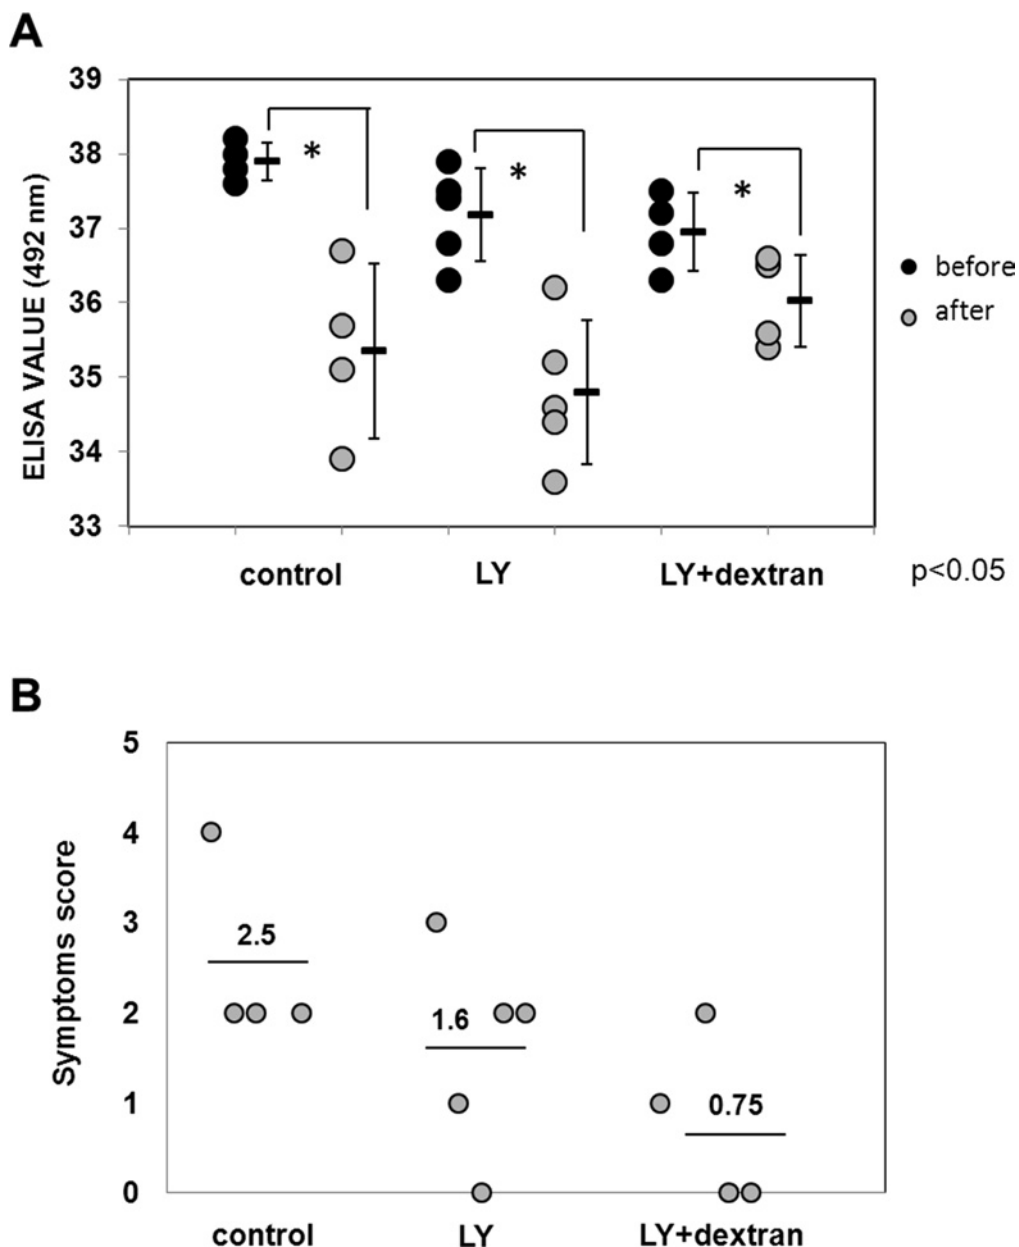 A
39
38
37
36
35
34
33
ELISA VALUE (492 nm)
*
*
*
before
after
control
LY
LY+dextran
p<0.05
B
5
4
3
2
1
0
Symptoms score
2.5
1.6
0.75
control
LY
LY+dextran